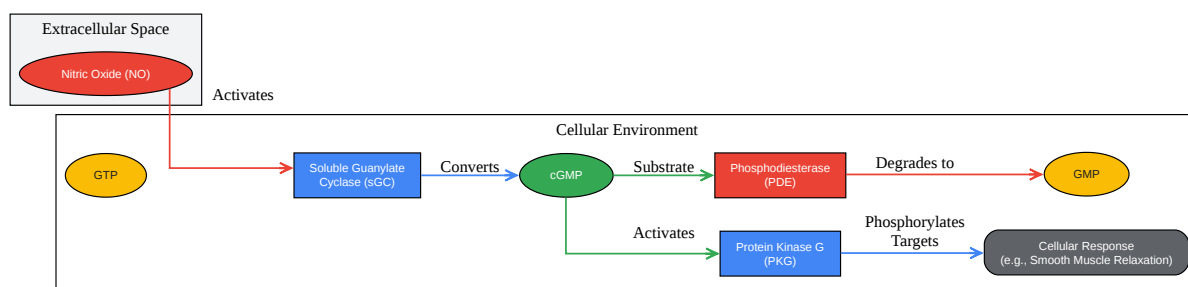 Extracellular Space
Nitric Oxide (NO)
Activates
Cellular Environment
GTP
Soluble Guanylate
Cyclase (sGC)
Converts
cGMP
Substrate
Phosphodiesterase
(PDE)
Degrades to
GMP
Activates
Protein Kinase G
(PKG)
Phosphorylates
Targets
Cellular Response
(e.g., Smooth Muscle Relaxation)